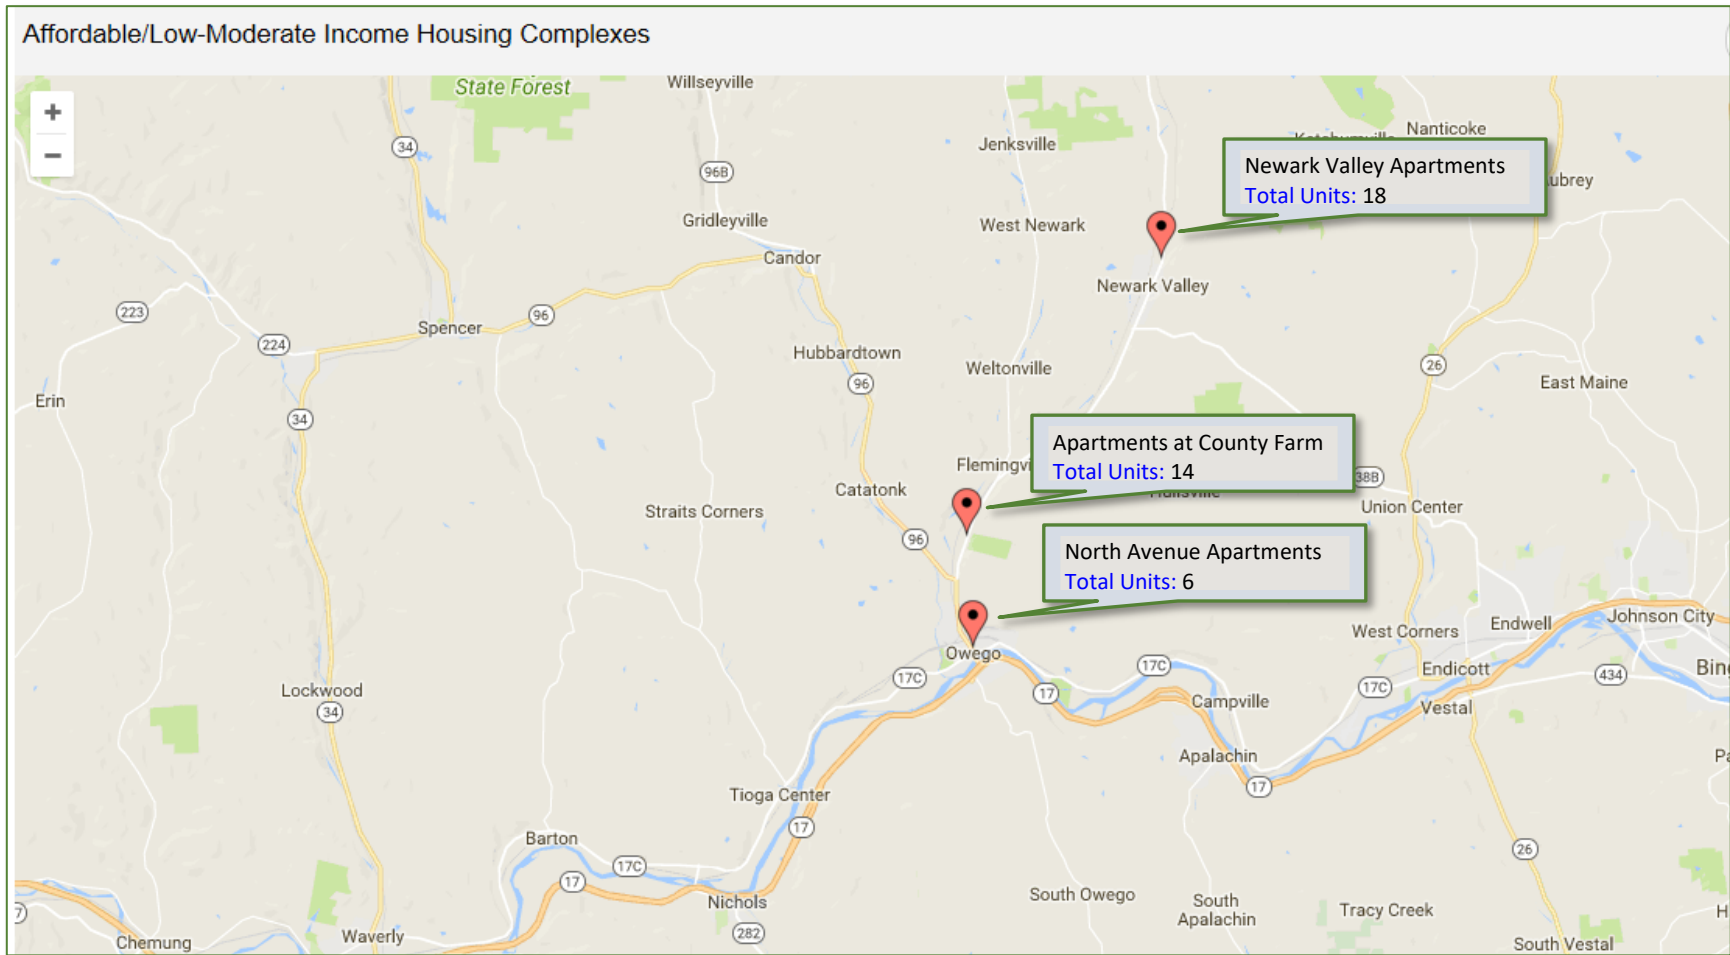 Affordable/Low-Moderate Income Housing Complexes
+
−
State Forest
Willseyville
34
96B
Jenksville
Nanticoke
Newark Valley Apartments
Total Units: 18
Gridleyville
West Newark
Candor
Newark Valley
223
96
Spencer
224
Hubbardtown
Weltonville
26
96
East Maine
Erin
34
Apartments at County Farm
Total Units: 14
Catatonk
38B
Straits Corners
Union Center
96
North Avenue Apartments
Total Units: 6
Johnson City
Endwell
West Corners
Owego
17C
17C
Endicott
434
17
17C
Lockwood
34
Campville
Vestal
Apalachin
17
Tioga Center
17
Barton
26
17C
17
South Owego
South
Apalachin
Nichols
Tracy Creek
282
Waverly
Chemung
South Vestal